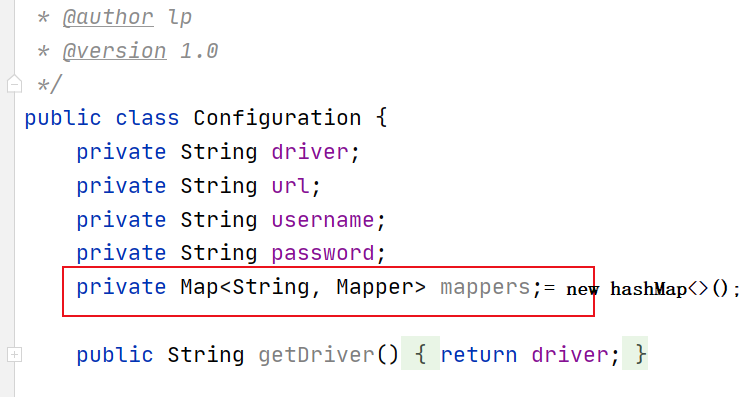 * @author lp
* @version 1.0
*/
public class Configuration {
private String driver;
private String url;
private String username;
private String password;
private Map<String, Mapper> mappers;= new hashMap<>();
public String getDriver() { return driver; }